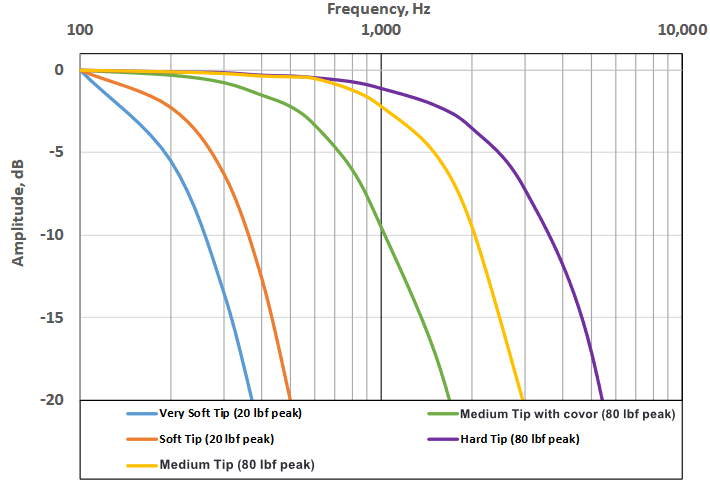 Frequency, Hz
100 1,000 10,000
Amplitude, dB
0
-5
-10
-15
-20
Very Soft Tip (20 lbf peak) Medium Tip with covor (80 lbf peak)
Soft Tip (20 lbf peak) Hard Tip (80 lbf peak)
Medium Tip (80 lbf peak)